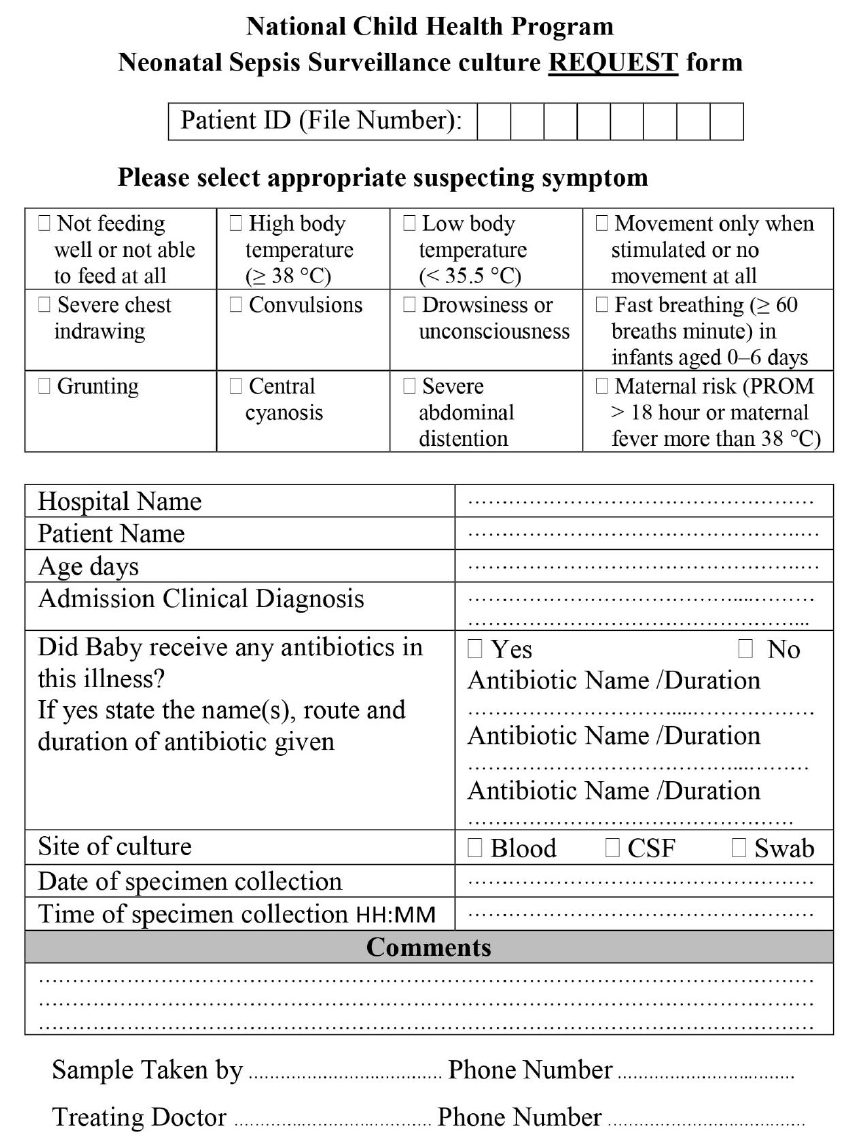 National Child Health Program
Neonatal Sepsis Surveillance culture REQUEST form
Patient ID (File Number):
Please select appropriate suspecting symptom
☐ Not feeding
well or not able
to feed at all
☐ High body
temperature
(≥ 38 °C)
☐ Low body
temperature
(< 35.5 °C)
☐ Movement only when
stimulated or no
movement at all
☐ Severe chest
indrawing
☐ Convulsions
☐ Drowsiness or
unconsciousness
☐ Fast breathing (≥ 60
breaths minute) in
infants aged 0–6 days
☐ Grunting
☐ Central
cyanosis
☐ Severe
abdominal
distention
☐ Maternal risk (PROM
> 18 hour or maternal
fever more than 38 °C)
Hospital Name ..................................................
Patient Name ..................................................
Age days ..................................................
Admission Clinical Diagnosis ..................................................
..................................................
Did Baby receive any antibiotics in
this illness?
If yes state the name(s), route and
duration of antibiotic given
☐ Yes ☐ No
Antibiotic Name /Duration
..................................................
Antibiotic Name /Duration
..................................................
Antibiotic Name /Duration
..................................................
Site of culture ☐ Blood ☐ CSF ☐ Swab
Date of specimen collection ..................................................
Time of specimen collection HH:MM ..................................................
Comments
..................................................
..................................................
..................................................
Sample Taken by .................................... Phone Number .................................
Treating Doctor ..................................... Phone Number .....................................